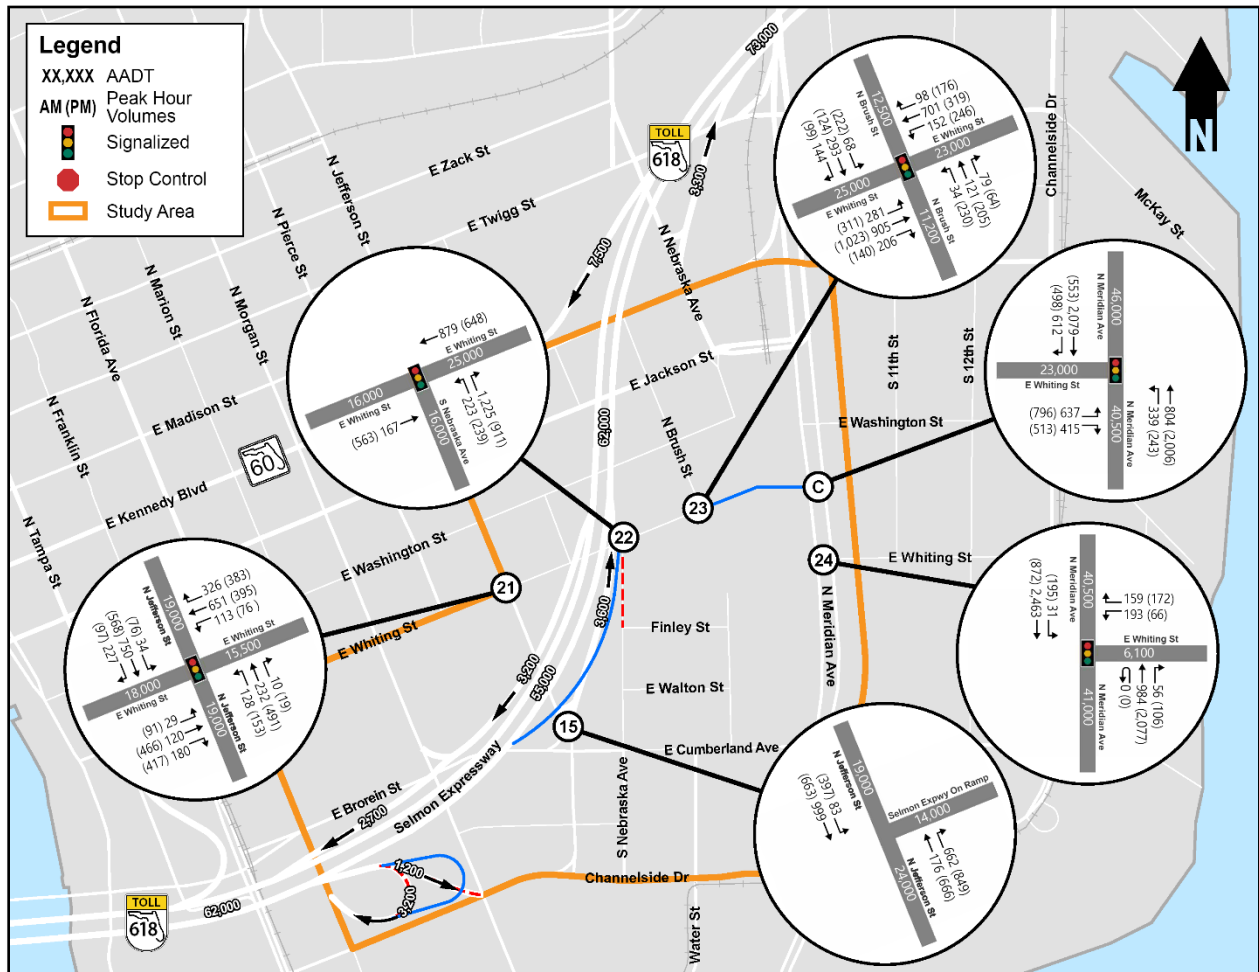 Legend
XX,XXX AADT
AM (PM) Peak Hour Volumes
Signalized
Stop Control
Study Area
N
73,000
TOLL
618
3,300
7,500
62,000
E Zack St
E Twigg St
N Jefferson St
N Pierce St
N Morgan St
N Marion St
N Florida Ave
N Franklin St
N Tampa St
E Madison St
60
E Kennedy Blvd
E Washington St
E Whiting St
E Jackson St
N Nebraska Ave
N Brush St
Channelside Dr
McKay St
S 11th St
S 12th St
E Washington St
E Whiting St
N Meridian Ave
Finley St
E Walton St
E Cumberland Ave
S Nebraska Ave
Channelside Dr
Water St
Selmon Expressway
E Brorein St
3,600
3,200
55,000
2,700
1,200
3,200
62,000
TOLL
618
21
22
23
C
24
15
12,500
N Brush St
98 (176)
701 (319)
152 (246)
E Whiting St
23,000
(222) 68
(124) 293
(99) 144
25,000
E Whiting St
(311) 281
(1,023) 905
(140) 206
N Brush St
11,200
79 (64)
121 (205)
34 (230)
879 (648)
E Whiting St
25,000
16,000
E Whiting St
(563) 167
S Nebraska Ave
16,000
1,225 (911)
223 (239)
46,000
N Meridian Ave
(553) 2,079
(498) 612
23,000
E Whiting St
(796) 637
(513) 415
N Meridian Ave
40,500
804 (2,006)
339 (243)
40,500
N Meridian Ave
(195) 31
(872) 2,463
159 (172)
193 (66)
E Whiting St
6,100
N Meridian Ave
41,000
56 (106)
984 (2,077)
0 (0)
19,000
N Jefferson St
326 (383)
651 (395)
113 (76 )
E Whiting St
15,500
(76) 34
(568) 750
(97) 227
18,000
E Whiting St
(91) 29
(466) 120
(417) 180
N Jefferson St
19,000
10 (19)
232 (491)
128 (153)
19,000
N Jefferson St
(397) 83
(663) 999
Selmon Expwy On Ramp
14,000
N Jefferson St
24,000
662 (849)
176 (666)